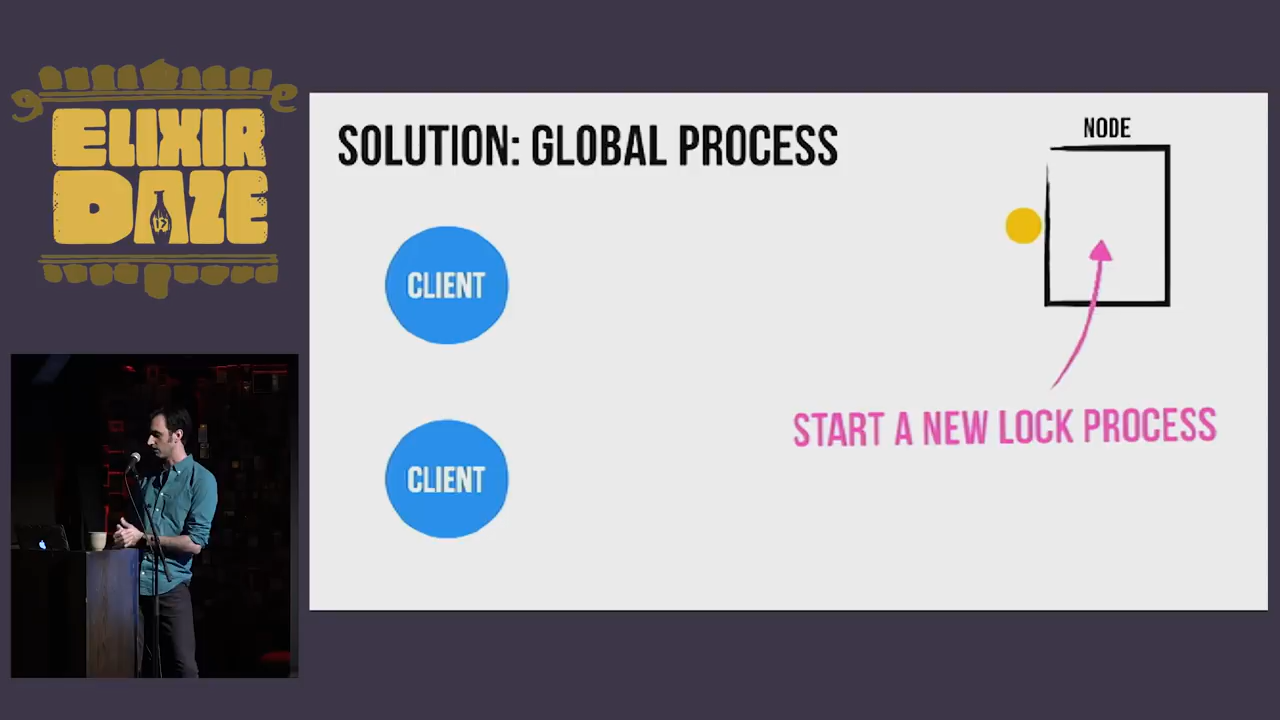 ELIXIR
DAZE
SOLUTION: GLOBAL PROCESS
NODE
CLIENT
START A NEW LOCK PROCESS
CLIENT